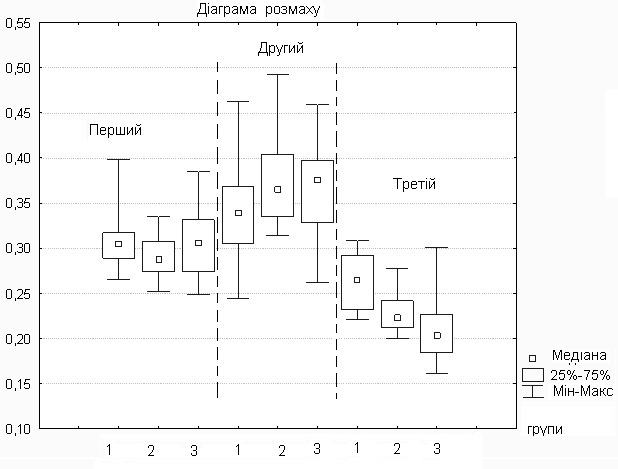 Діаграма розмаху
0,55
0,50
0,45
0,40
0,35
0,30
0,25
0,20
0,15
0,10
Перший
Другий
Третій
1 2 3 1 2 3 1 2 3
групи
Медіана
25%-75%
Мін-Макс